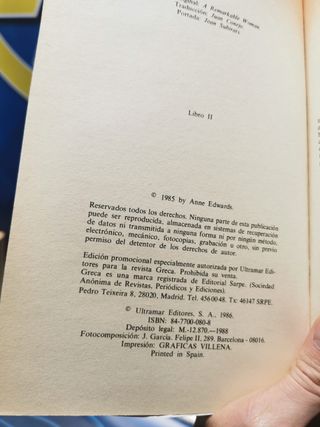 Original: A Remarkable Woman
Traducción: Juan Conejo
Portada: Joan Subirats
Libro II
© 1985 by Anne Edwards.
Reservados todos los derechos. Ninguna parte de esta publicación
puede ser reproducida, almacenada en sistemas de recuperación
de datos ni transmitida a ninguna forma ni por ningún método,
electrónico, mecánico, fotocopias, grabación u otro, sin previo
permiso del detentor de los derechos de autor.
Edición promocional especialmente autorizada por Ultramar Edi-
tores para la revista Greca. Prohibida su venta.
Greca es una marca registrada de Editorial Sarpe. (Sociedad
Anónima de Revistas. Periódicos y Ediciones).
Pedro Teixeira 8, 28020, Madrid. Tel. 456 00 48. Tx: 46147 SRPE.
© Ultramar Editores, S. A., 1986.
ISBN: 84-7700-080-8
Depósito legal: M.-12.870.—1988
Fotocomposición: J. García. Felipe II, 289. Barcelona - 08016.
Impresión: GRAFICAS VILLENA.
Printed in Spain.